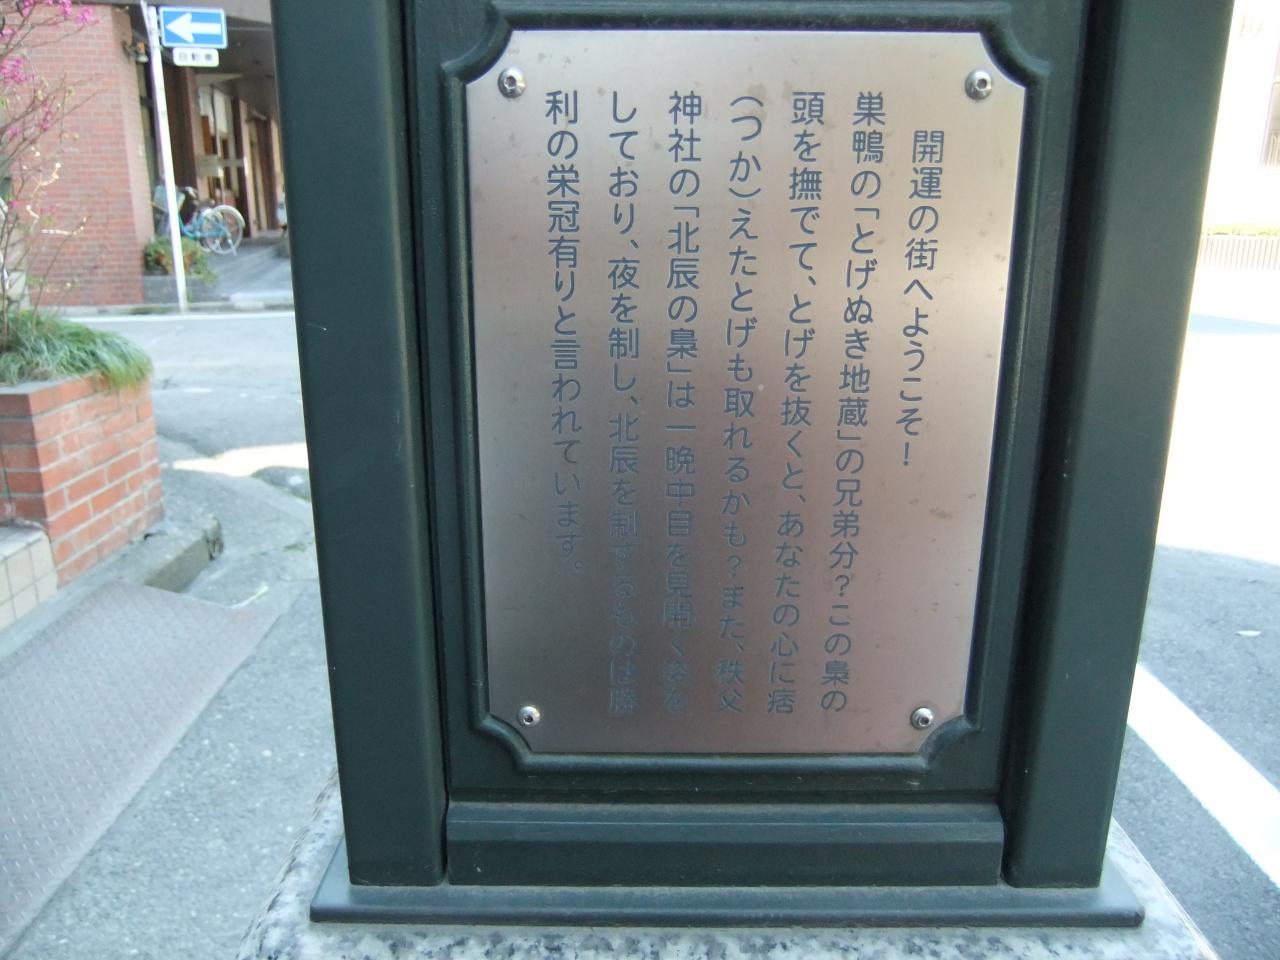 自動車
開運の街へようこそ！
巣鴨の「とげぬき地蔵」の兄弟分？この梟の
頭を撫でて、とげを抜くと、あなたの心に痞
（つか）えたとげも取れるかも？また、秩父
神社の「北辰の梟」は一晩中目を見開く姿を
しており、夜を制し、北辰を制するものは勝
利の栄冠有りと言われています。